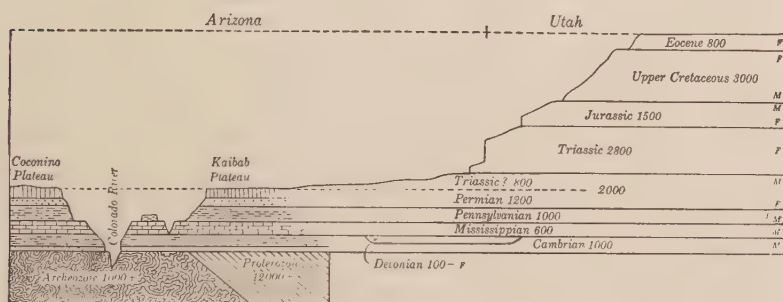 Arizona
Utah
Eocene 800 F
F
Upper Cretaceous 3000
M
M
Jurassic 1500
F
Triassic 2800 F
Coconino
Plateau
Colorado River
Kaibab
Plateau
Triassic? 800 M
2000
Permian 1200 F
Pennsylvanian 1000 M
Mississippian 600 M
Cambrian 1000 M
Devonian 100- F
Archeozoic 1000+
Proterozoic
12000